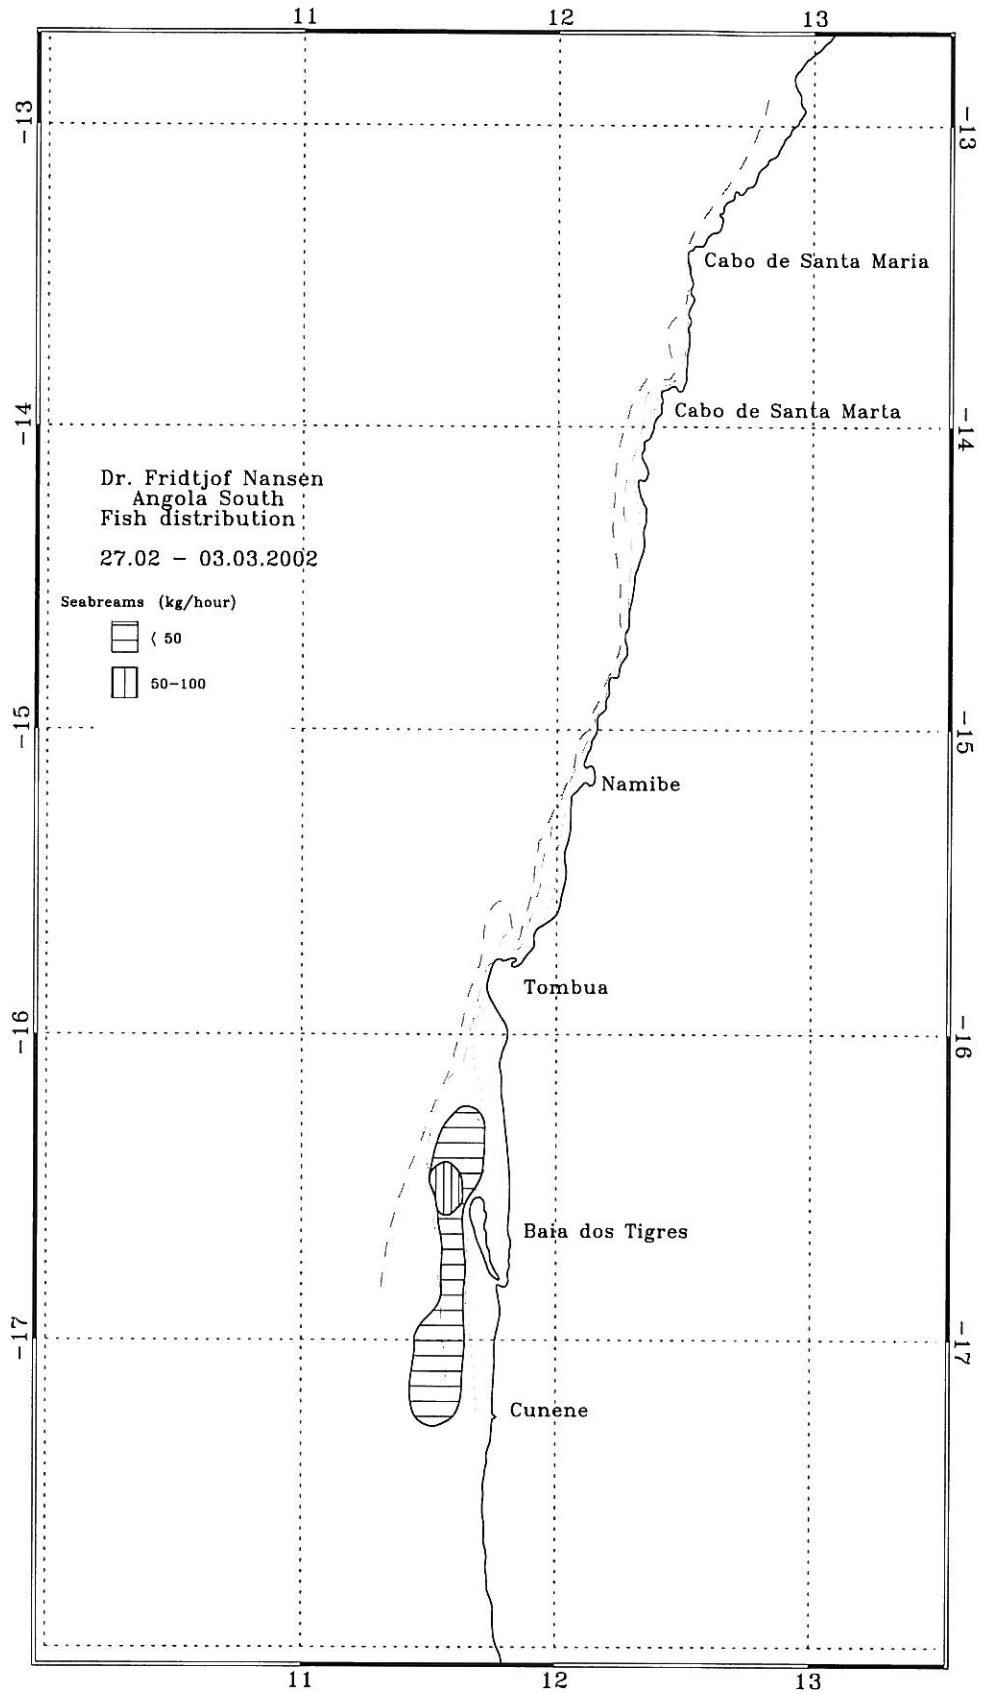 11 12 13
-13 -13
Cabo de Santa Maria
Cabo de Santa Marta
-14 -14
Dr. Fridtjof Nansen
Angola South
Fish distribution
27.02 - 03.03.2002
Seabreams (kg/hour)
< 50
50-100
-15 -15
Namibe
Tombua
-16 -16
Baia dos Tigres
-17 -17
Cunene
11 12 13